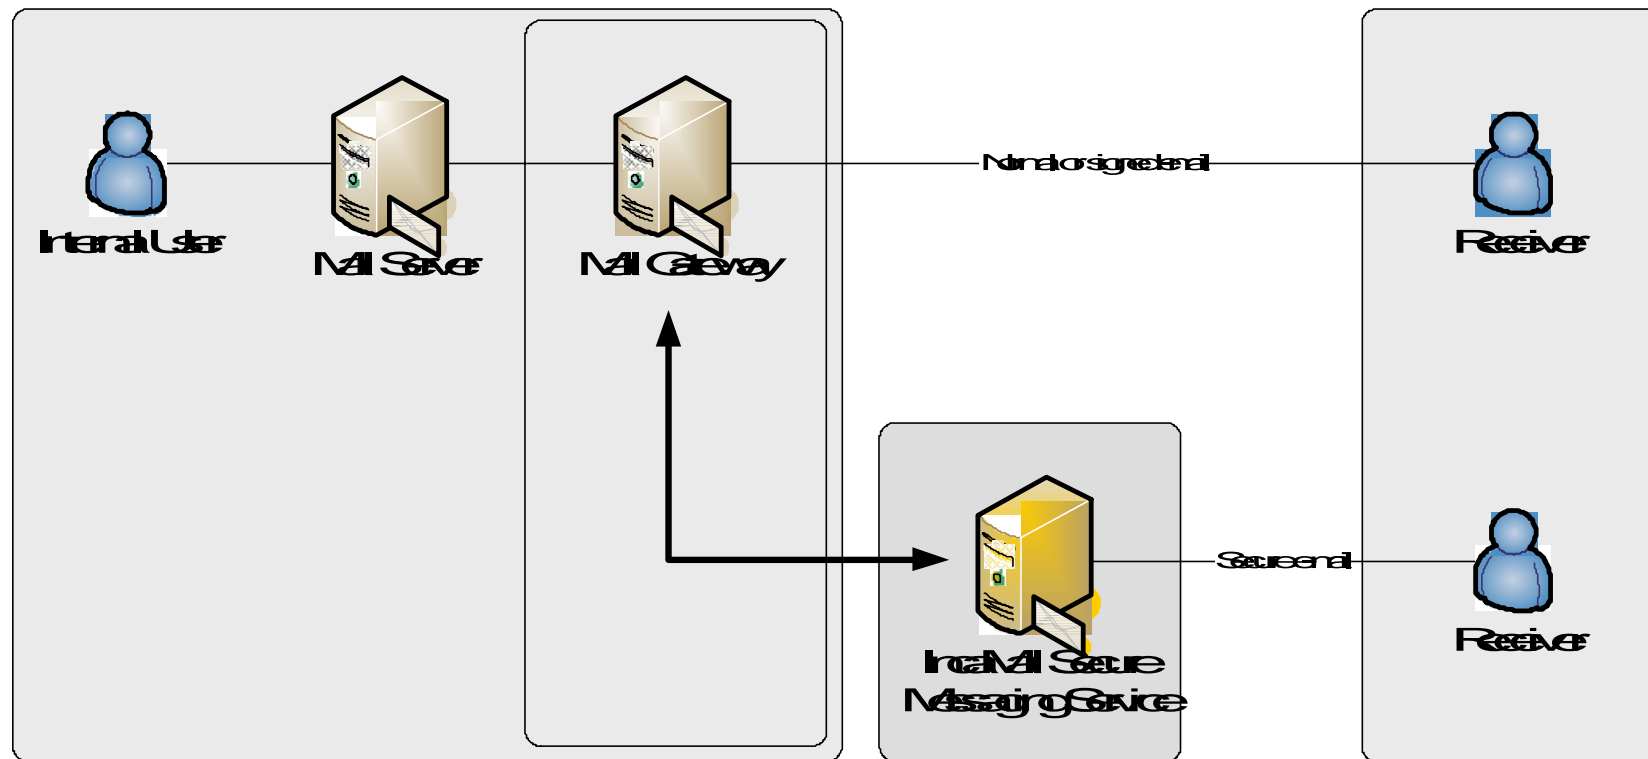 Normal or signed email
Internal User
Mail Server
Mail Gateway
Receiver
Secure email
Receiver
IncaMail Secure
Messaging Service